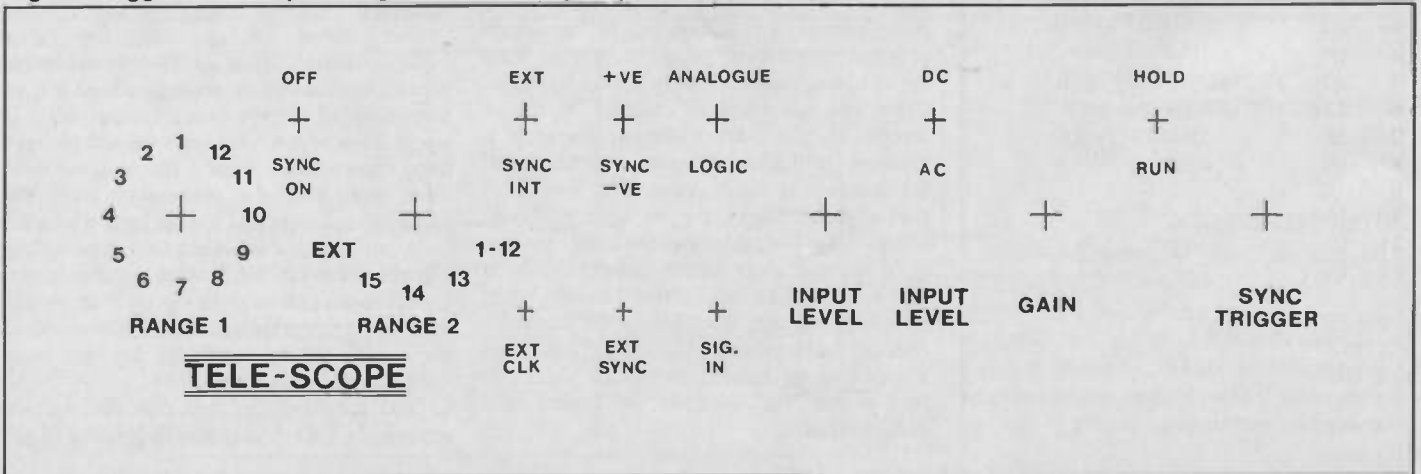 OFF EXT +VE ANALOGUE DC HOLD
1
2 12
SYNC ON
SYNC INT
SYNC -VE
LOGIC
AC
RUN
3 11
4 10
5 9
EXT 1-12
6 8
7
15 13
14
RANGE 1
RANGE 2
INPUT LEVEL
INPUT LEVEL
GAIN
SYNC TRIGGER
EXT CLK
EXT SYNC
SIG. IN
TELE-SCOPE